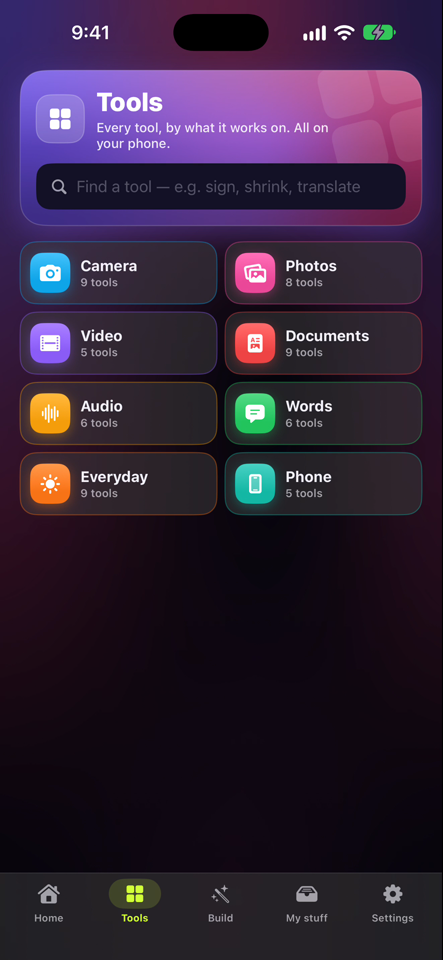 9:41
Tools
Every tool, by what it works on. All on
your phone.
Find a tool — e.g. sign, shrink, translate
Camera
9 tools
Photos
8 tools
Video
5 tools
Documents
9 tools
Audio
6 tools
Words
6 tools
Everyday
9 tools
Phone
5 tools
Home
Tools
Build
My stuff
Settings